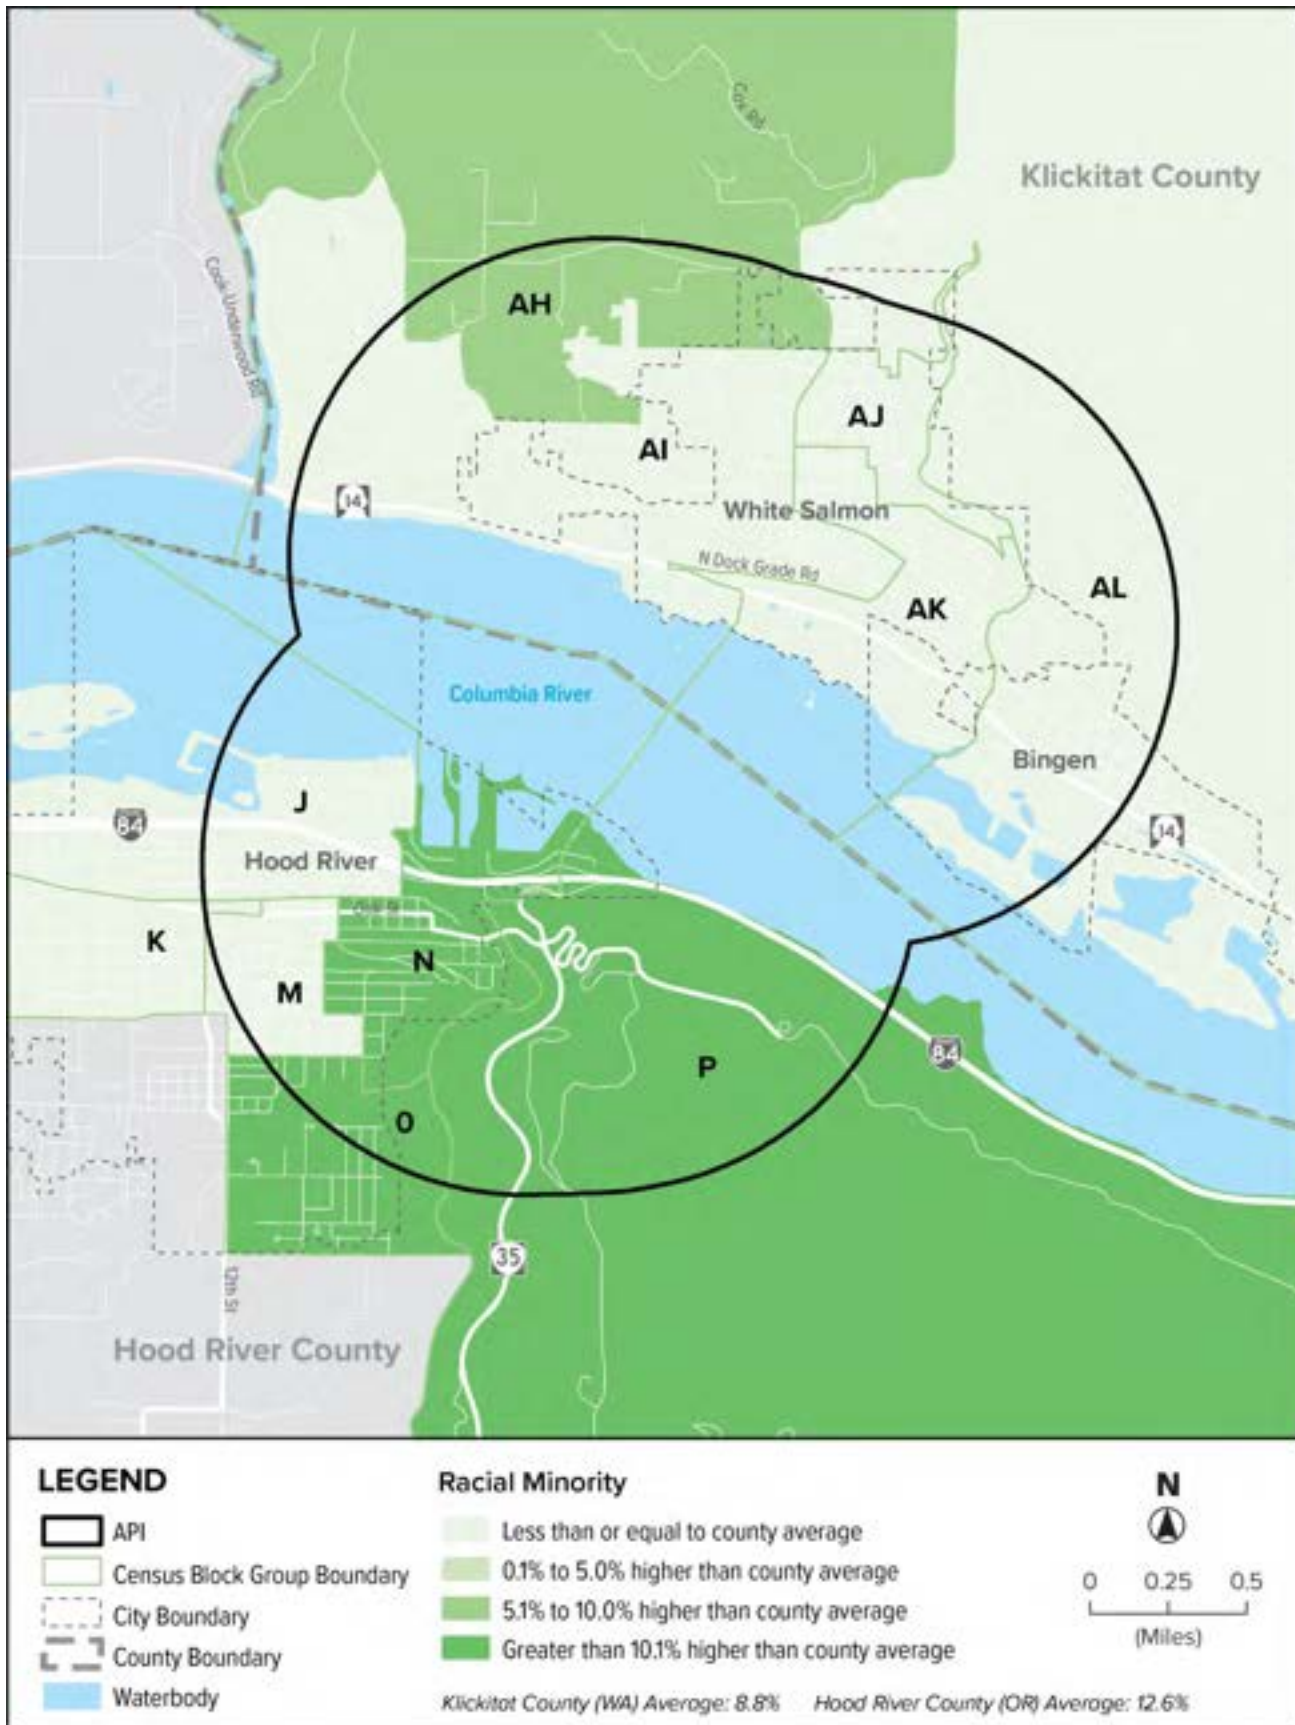 Cox Rd
Klickitat County
Cook-Underwood Rd
AH
AJ
AI
14
White Salmon
N Dock Grade Rd
AL
AK
Columbia River
Bingen
J
84
14
Hood River
K
N
M
84
P
O
35
12th St
Hood River County
LEGEND
API
Census Block Group Boundary
City Boundary
County Boundary
Waterbody
Racial Minority
Less than or equal to county average
0.1% to 5.0% higher than county average
5.1% to 10.0% higher than county average
Greater than 10.1% higher than county average
Klickitat County (WA) Average: 8.8% Hood River County (OR) Average: 12.6%
N
0 0.25 0.5
(Miles)